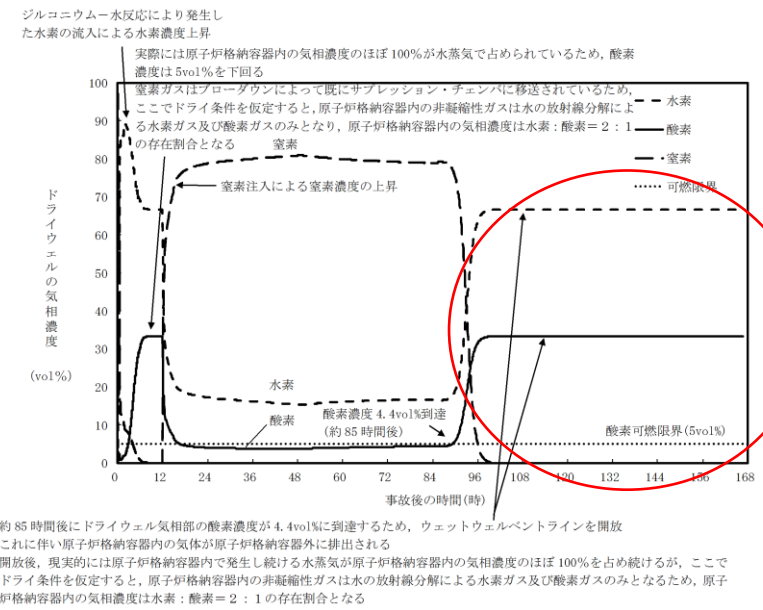 ジルコニウム－水反応により発生し
た水素の流入による水素濃度上昇
実際には原子炉格納容器内の気相濃度のほぼ100％が水蒸気で占められているため，酸素
濃度は5vol％を下回る
窒素ガスはブローダウンによって既にサプレッション・チェンバに移送されているため，
ここでドライ条件を仮定すると，原子炉格納容器内の非凝縮性ガスは水の放射線分解によ
る水素ガス及び酸素ガスのみとなり，原子炉格納容器内の気相濃度は水素：酸素＝2：1
の存在割合となる
窒素
水素
酸素
窒素
可燃限界
窒素注入による窒素濃度の上昇
ドライウェルの気相濃度
(vol%)
100
90
80
70
60
50
40
30
20
10
0
水素
酸素
酸素濃度 4.4vol%到達
(約85時間後)
酸素可燃限界(5vol%)
0 12 24 36 48 60 72 84 96 108 120 132 144 156 168
事故後の時間(時)
約85時間後にドライウェル気相部の酸素濃度が4.4vol%に到達するため，ウェットウェルベントラインを開放
これに伴い原子炉格納容器内の気体が原子炉格納容器外に排出される
開放後，現実的には原子炉格納容器内で発生し続ける水蒸気が原子炉格納容器内の気相濃度のほぼ100%を占め続けるが，ここで
ドライ条件を仮定すると，原子炉格納容器内の非凝縮性ガスは水の放射線分解による水素ガス及び酸素ガスのみとなるため，原子
炉格納容器内の気相濃度は水素：酸素＝2：1の存在割合となる